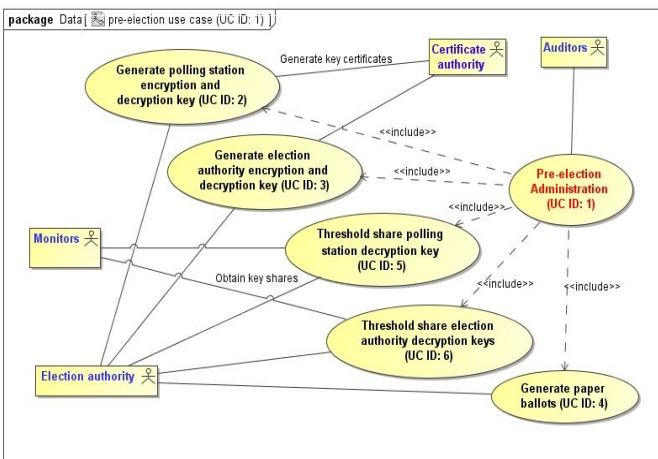 package Data[ pre-election use case (UC ID: 1) ]
Generate key certificates
Certificate
authority
Auditors
Generate polling station
encryption and
decryption key (UC ID: 2)
<<include>>
Generate election
authority encryption and
decryption key (UC ID: 3)
<<include>>
Pre-election
Administration
(UC ID: 1)
<<include>>
Monitors
Threshold share polling
station decryption key
(UC ID: 5)
Obtain key shares
<<include>>
<<include>>
Threshold share election
authority decryption keys
(UC ID: 6)
Election authority
Generate paper
ballots (UC ID: 4)